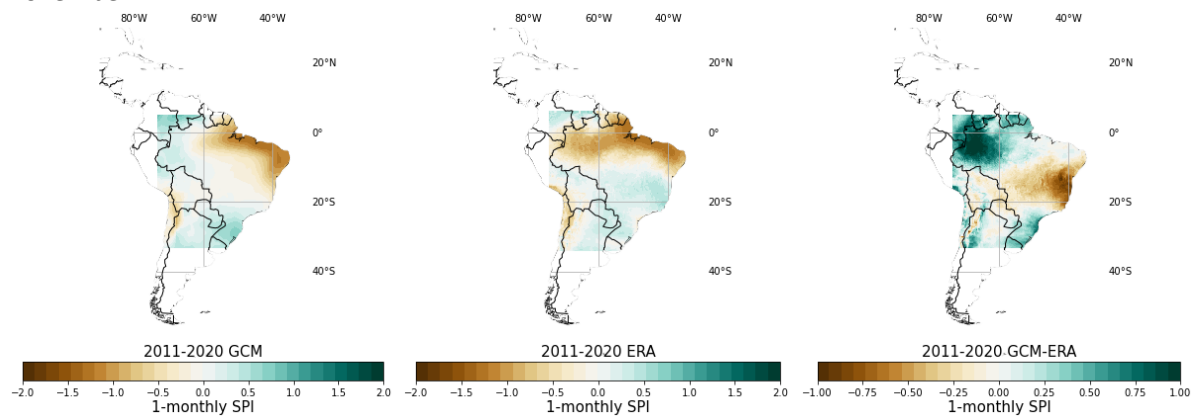 80°W 60°W 40°W 80°W 60°W 40°W 80°W 60°W 40°W
20°N 20°N 20°N
0° 0° 0°
20°S 20°S 20°S
40°S 40°S 40°S
2011-2020 GCM 2011-2020 ERA 2011-2020 GCM-ERA
−2.0 −1.5 −1.0 −0.5 0.0 0.5 1.0 1.5 2.0 −2.0 −1.5 −1.0 −0.5 0.0 0.5 1.0 1.5 2.0 −1.00 −0.75 −0.50 −0.25 0.00 0.25 0.50 0.75 1.00
1-monthly SPI 1-monthly SPI 1-monthly SPI